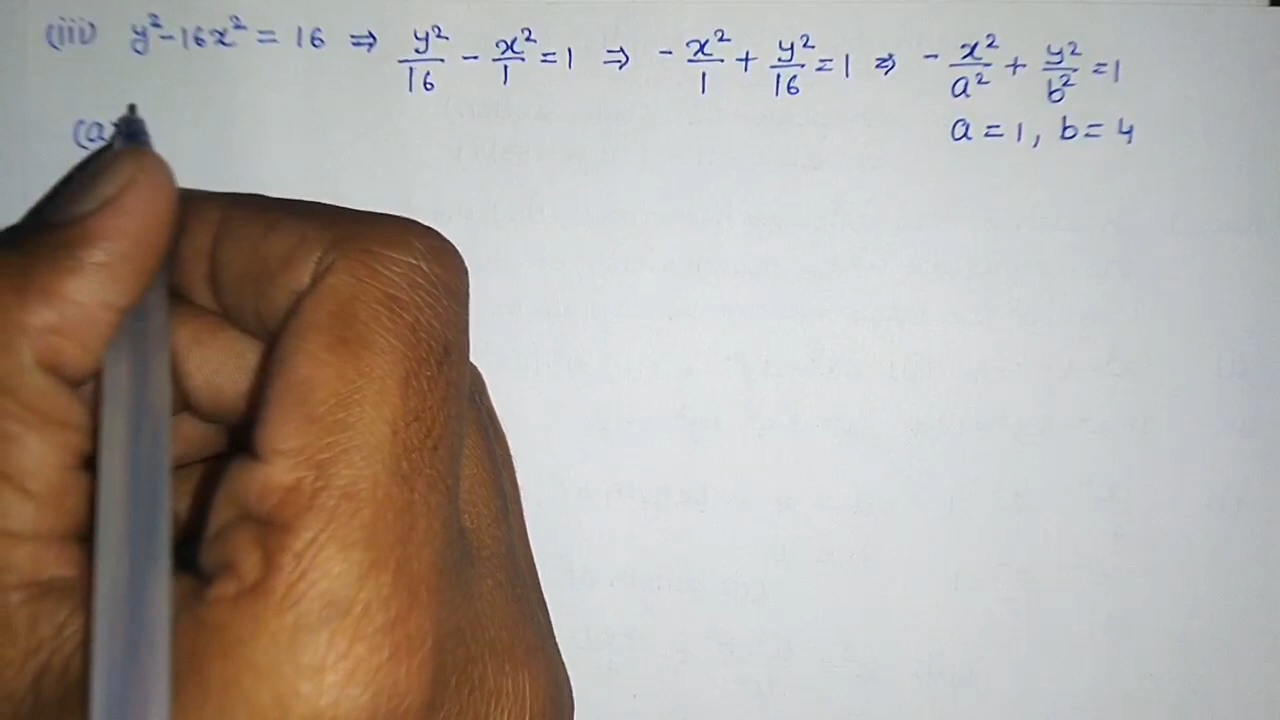 (iii) y²-16x² = 16 ⇒ y²/16 - x²/1 = 1 ⇒ - x²/1 + y²/16 = 1 ⇒ - x²/a² + y²/b² = 1
a = 1, b = 4
(a)